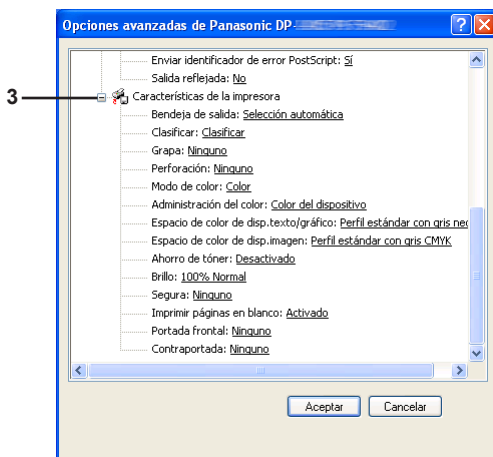 Opciones avanzadas de Panasonic DP-
Enviar identificador de error PostScript: Sí
Salida reflejada: No
3
Características de la impresora
Bendeja de salida: Selección automática
Clasificar: Clasificar
Grapa: Ninguno
Perforación: Ninguno
Modo de color: Color
Administración del color: Color del dispositivo
Espacio de color de disp.texto/gráfico: Perfil estándar con gris neg
Espacio de color de disp.imagen: Perfil estándar con gris CMYK
Ahorro de tóner: Desactivado
Brillo: 100% Normal
Segura: Ninguno
Imprimir páginas en blanco: Activado
Portada frontal: Ninguno
Contraportada: Ninguno
Aceptar Cancelar